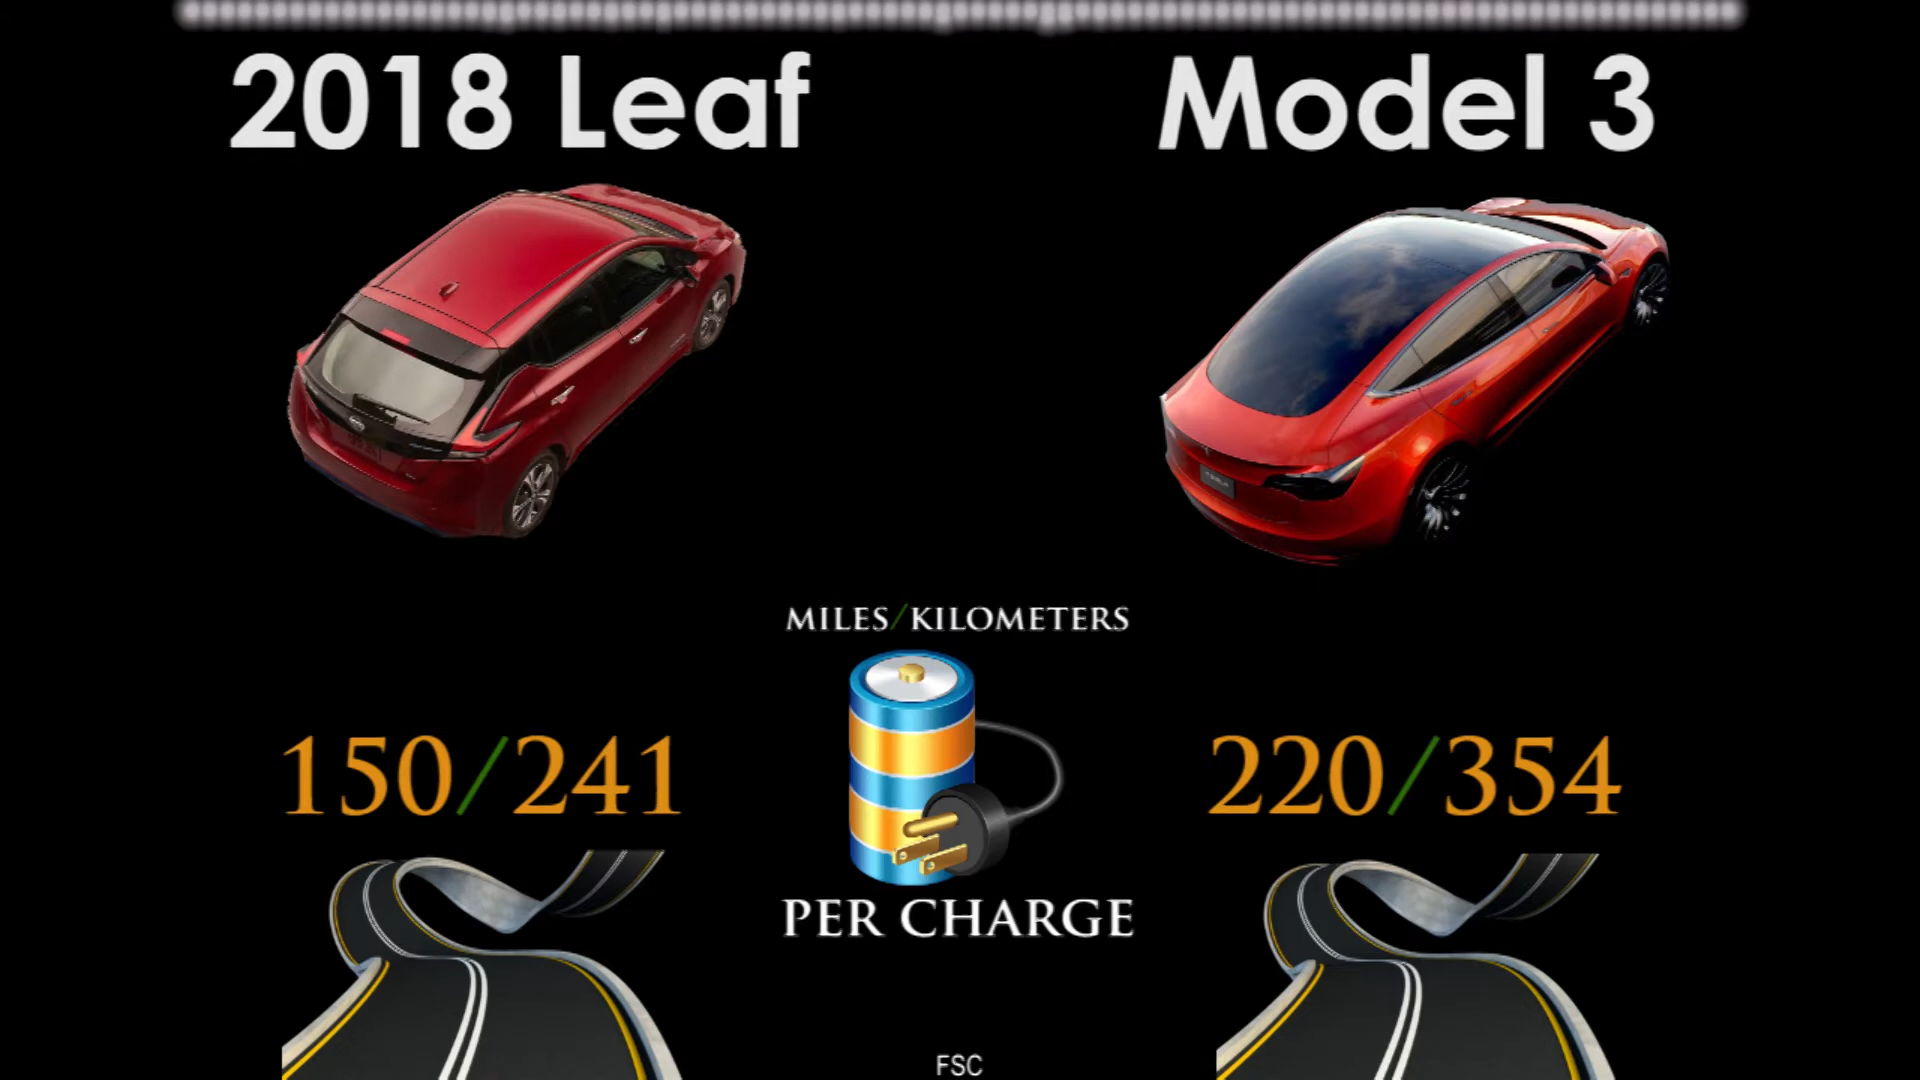 2018 Leaf
Model 3
MILES/KILOMETERS
150/241
220/354
PER CHARGE
FSC